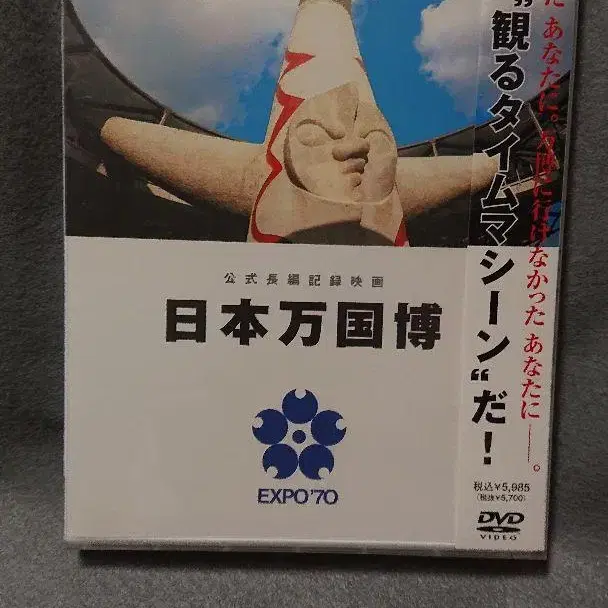 た あなたに。万博に行けなかった あなたに──。
”観るタイムマシーン“だ！
公式長編記録映画
日本万国博
EXPO'70
税込¥5,985
(税抜¥5,700)
DVD
VIDEO